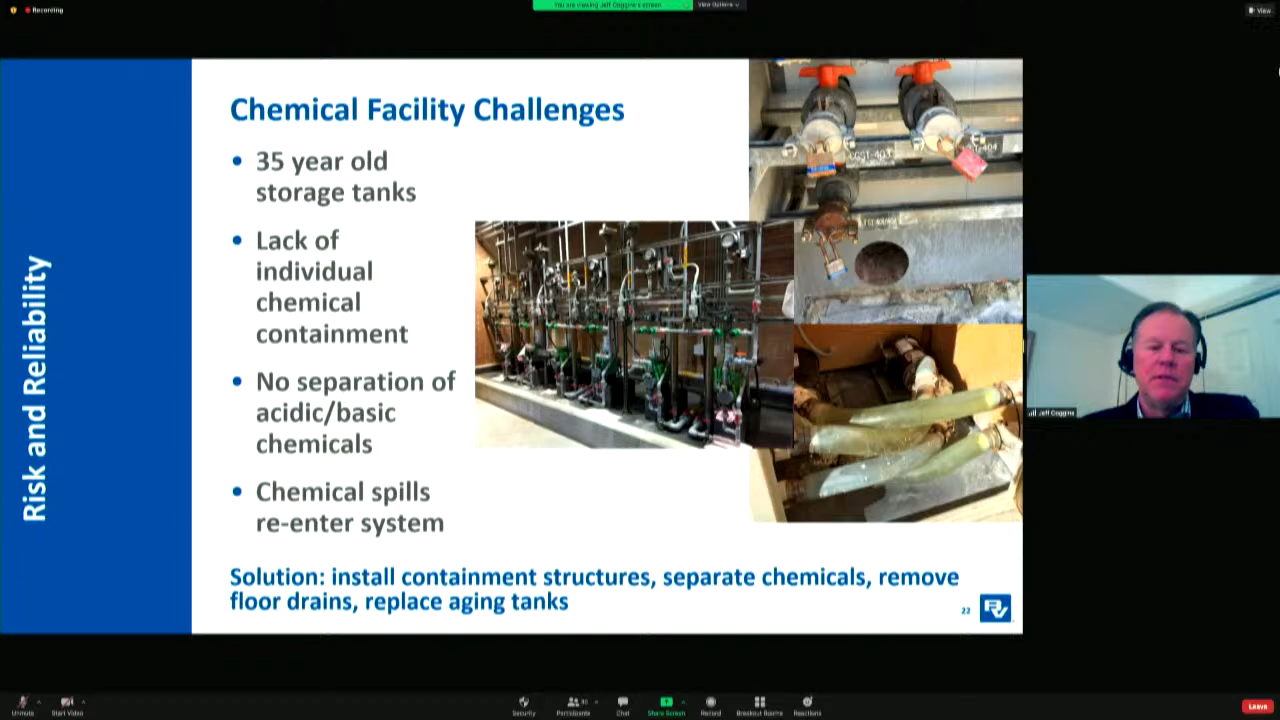 Recording
You are viewing Jeff Coggins's screen
View Options
View
Risk and Reliability
Chemical Facility Challenges
• 35 year old
storage tanks
• Lack of
individual
chemical
containment
• No separation of
acidic/basic
chemicals
• Chemical spills
re-enter system
Solution: install containment structures, separate chemicals, remove
floor drains, replace aging tanks
22
BV
Jeff Coggins
Unmute
Start Video
Security
Participants
Chat
Share Screen
Record
Breakout Rooms
Reactions
Leave